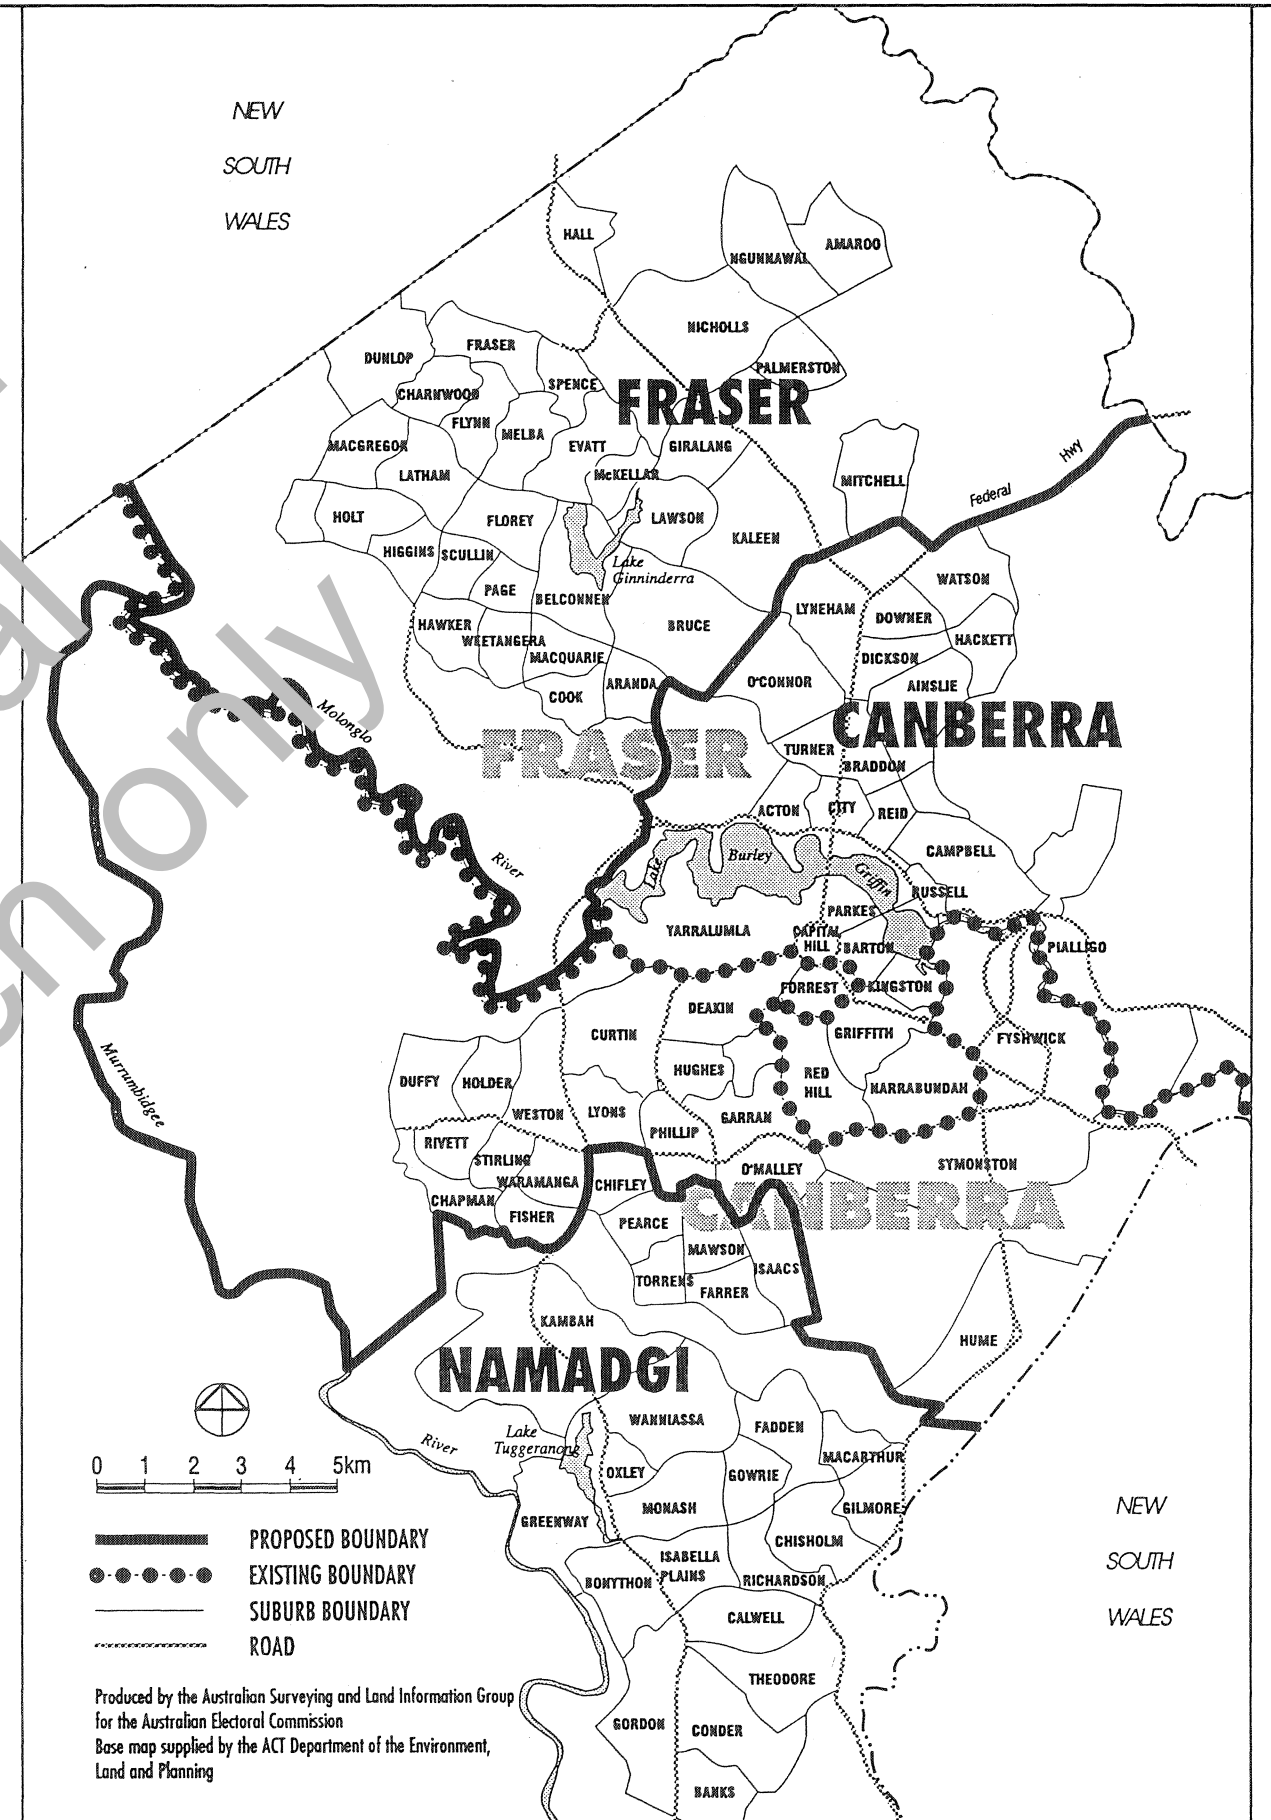 NEW
SOUTH
WALES
HALL
NGUNNAWAL
AMAROO
NICHOLLS
DUNLOP
FRASER
PALMERSTON
CHARNWOOD
SPENCE
FRASER
FLYNN
MELBA
EVATT
GIRALANG
MACGREGOR
LATHAM
McKELLAR
MITCHELL
Hwy
Federal
HOLT
FLOREY
LAWSON
KALEEN
HIGGINS
SCULLIN
Lake
Ginninderra
PAGE
BELCONNEN
WATSON
LYNEHAM
DOWNER
HAWKER
WEETANGERA
BRUCE
HACKETT
MACQUARIE
DICKSON
COOK
ARANDA
O'CONNOR
AINSLIE
Molonglo
CANBERRA
FRASER
TURNER
BRADDON
ACTON
CITY
REID
River
Lake
Burley
Griffin
CAMPBELL
RUSSELL
PARKES
YARRALUMLA
CAPITAL
HILL
BARTON
PIALLIGO
FORREST
KINGSTON
DEAKIN
CURTIN
GRIFFITH
FYSHWICK
Murrumbidgee
DUFFY
HOLDER
HUGHES
RED
HILL
NARRABUNDAH
WESTON
LYONS
PHILLIP
GARRAN
RIVETT
STIRLING
O'MALLEY
SYMONSTON
WARAMANGA
CHIFLEY
CHAPMAN
FISHER
PEARCE
CANBERRA
MAWSON
ISAACS
TORRENS
FARRER
KAMBAH
HUME
NAMADGI
River
Lake
Tuggeranong
WANNIASSA
FADDEN
MACARTHUR
OXLEY
GOWRIE
MONASH
GILMORE
GREENWAY
CHISHOLM
ISABELLA
PLAINS
BONYTHON
RICHARDSON
CALWELL
THEODORE
GORDON
CONDER
BANKS
0 1 2 3 4 5km
PROPOSED BOUNDARY
EXISTING BOUNDARY
SUBURB BOUNDARY
ROAD
Produced by the Australian Surveying and Land Information Group
for the Australian Electoral Commission
Base map supplied by the ACT Department of the Environment,
Land and Planning
NEW
SOUTH
WALES
only